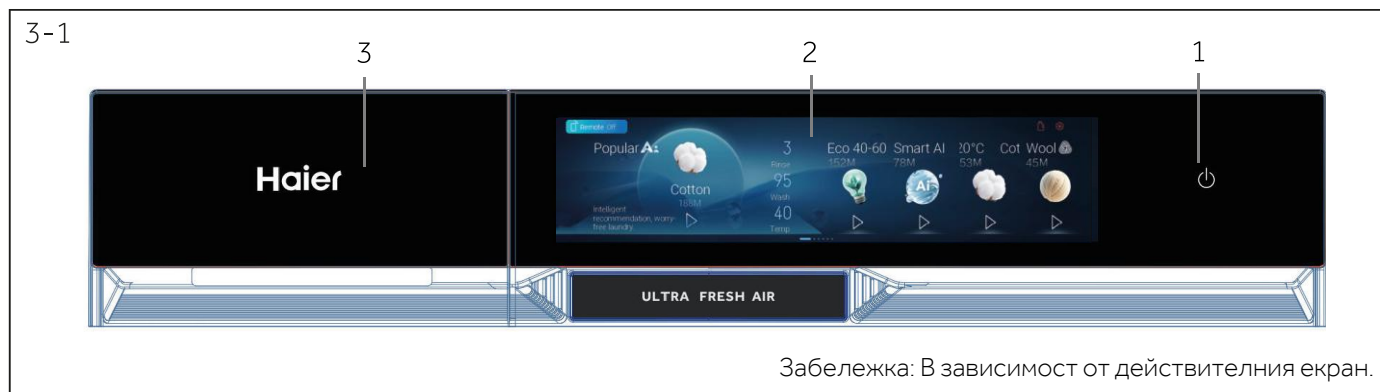 3-1
3
2
1
Remote Off
Popular Ai
3
Rinse
Eco 40-60 Smart AI 20°C Cot Wool
152M 78M 53M 45M
Haier
Cotton
188M
95
Wash
Ai
Intelligent
recommendation, worry-
free laundry
40
Temp
ULTRA FRESH AIR
Забележка: В зависимост от действителния екран.